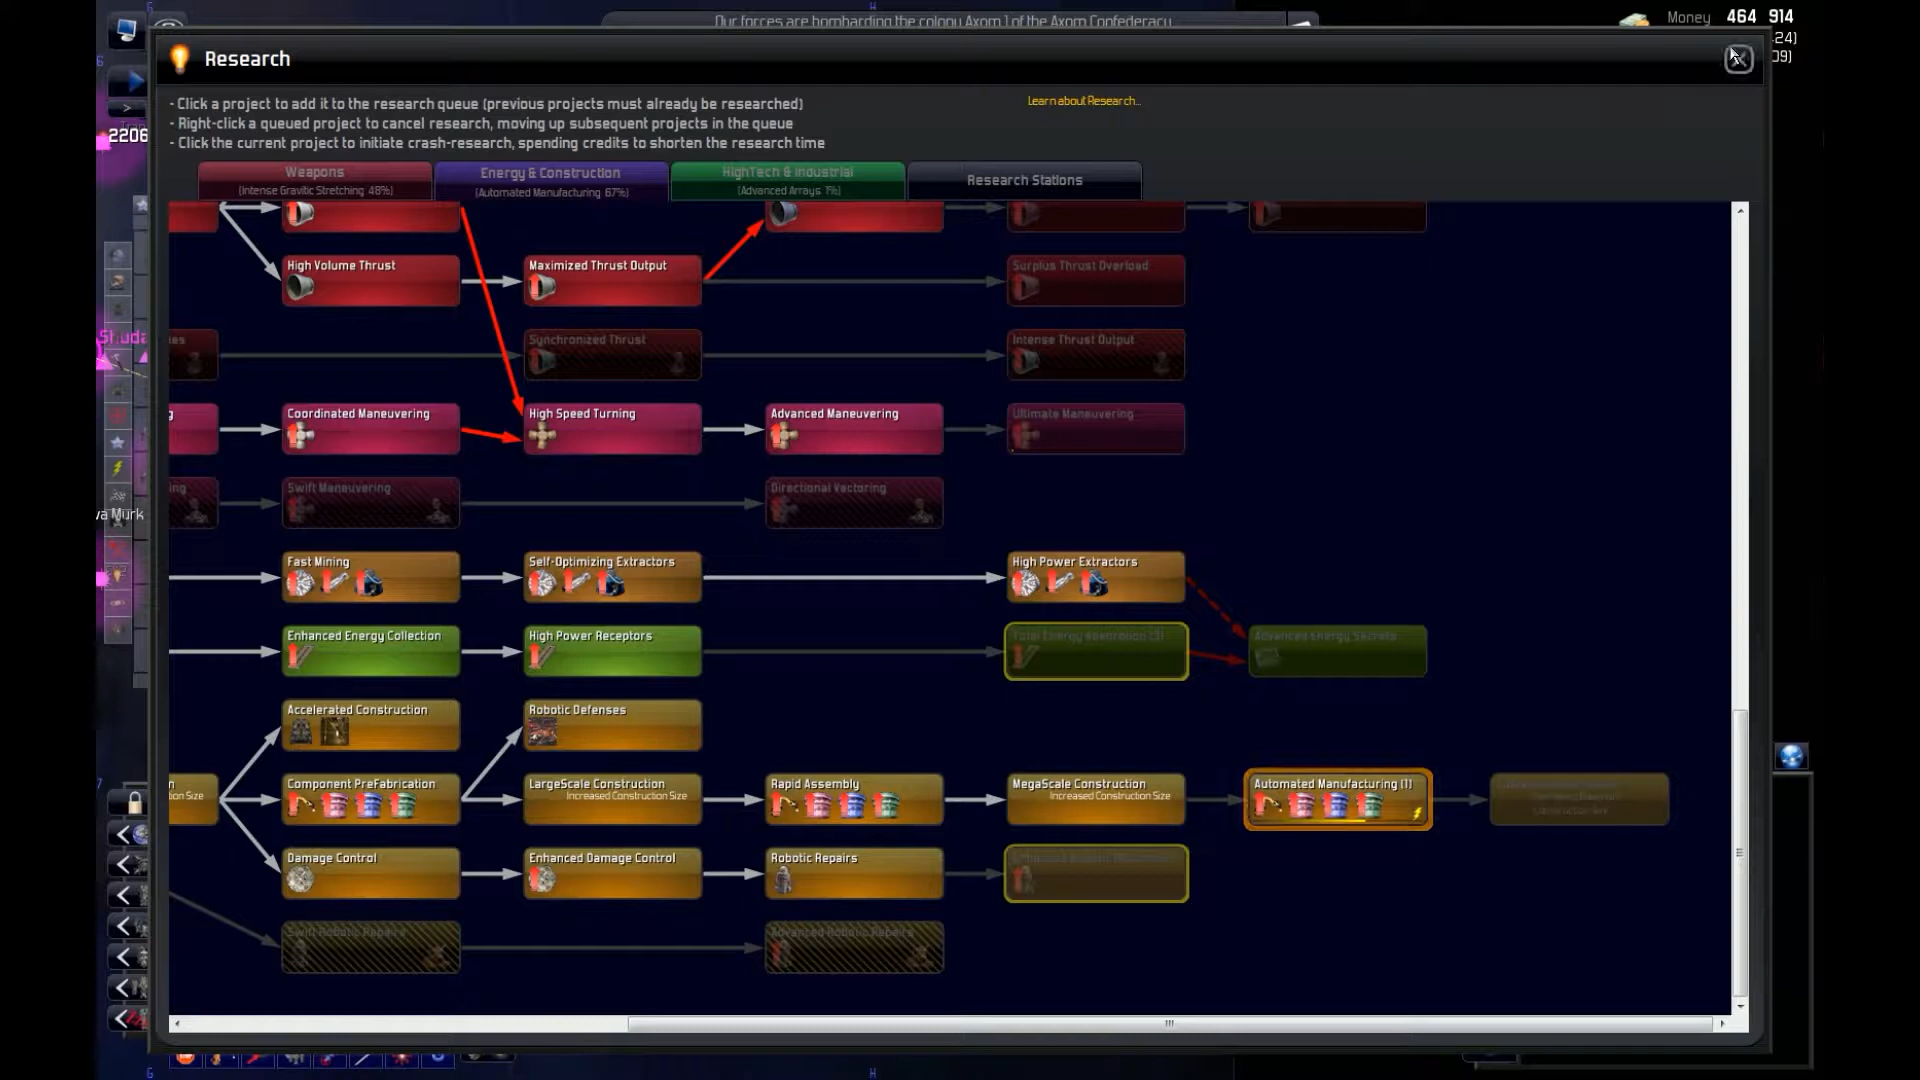 Our forces are bombarding the colony Axom 1 of the Axom Confederacy
Money 464 914
Research
- Click a project to add it to the research queue (previous projects must already be researched)
- Right-click a queued project to cancel research, moving up subsequent projects in the queue
- Click the current project to initiate crash-research, spending credits to shorten the research time
Learn about Research...
2206
Weapons
(Intense Gravitic Stretching 48%)
Energy & Construction
(Automated Manufacturing 67%)
HighTech & Industrial
(Advanced Arrays 1%)
Research Stations
High Volume Thrust
Maximized Thrust Output
Surplus Thrust Overload
Synchronized Thrust
Intense Thrust Output
Coordinated Maneuvering
High Speed Turning
Advanced Maneuvering
Ultimate Maneuvering
Swift Maneuvering
Directional Vectoring
Fast Mining
Self-Optimizing Extractors
High Power Extractors
Enhanced Energy Collection
High Power Receptors
Total Energy Absorption (3)
Advanced Energy Secrets
Accelerated Construction
Robotic Defenses
Component PreFabrication
LargeScale Construction
Increased Construction Size
Rapid Assembly
MegaScale Construction
Increased Construction Size
Automated Manufacturing (1)
Damage Control
Enhanced Damage Control
Robotic Repairs
Swift Robotic Repairs
Advanced Robotic Repairs